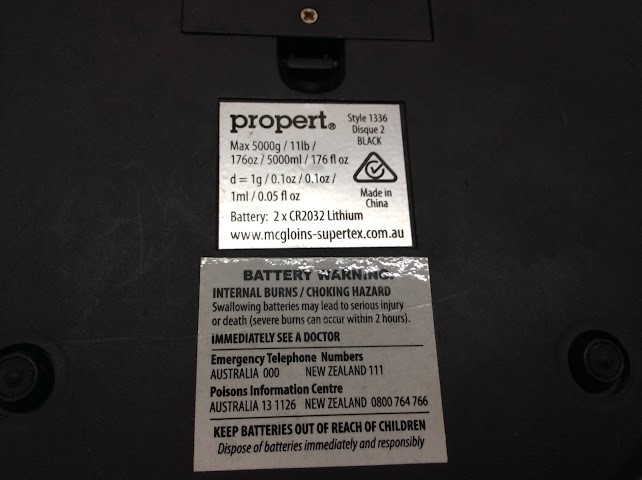 propert®
Style 1336
Disque 2
BLACK
Max 5000g / 11lb /
176oz / 5000ml / 176 fl oz
d = 1g / 0.1oz / 0.1oz /
1ml / 0.05 fl oz
Made in
China
Battery: 2 x CR2032 Lithium
www.mcgloins-supertex.com.au
BATTERY WARNING:
INTERNAL BURNS / CHOKING HAZARD
Swallowing batteries may lead to serious injury
or death (severe burns can occur within 2 hours).
IMMEDIATELY SEE A DOCTOR
Emergency Telephone Numbers
AUSTRALIA 000 NEW ZEALAND 111
Poisons Information Centre
AUSTRALIA 13 1126 NEW ZEALAND 0800 764 766
KEEP BATTERIES OUT OF REACH OF CHILDREN
Dispose of batteries immediately and responsibly